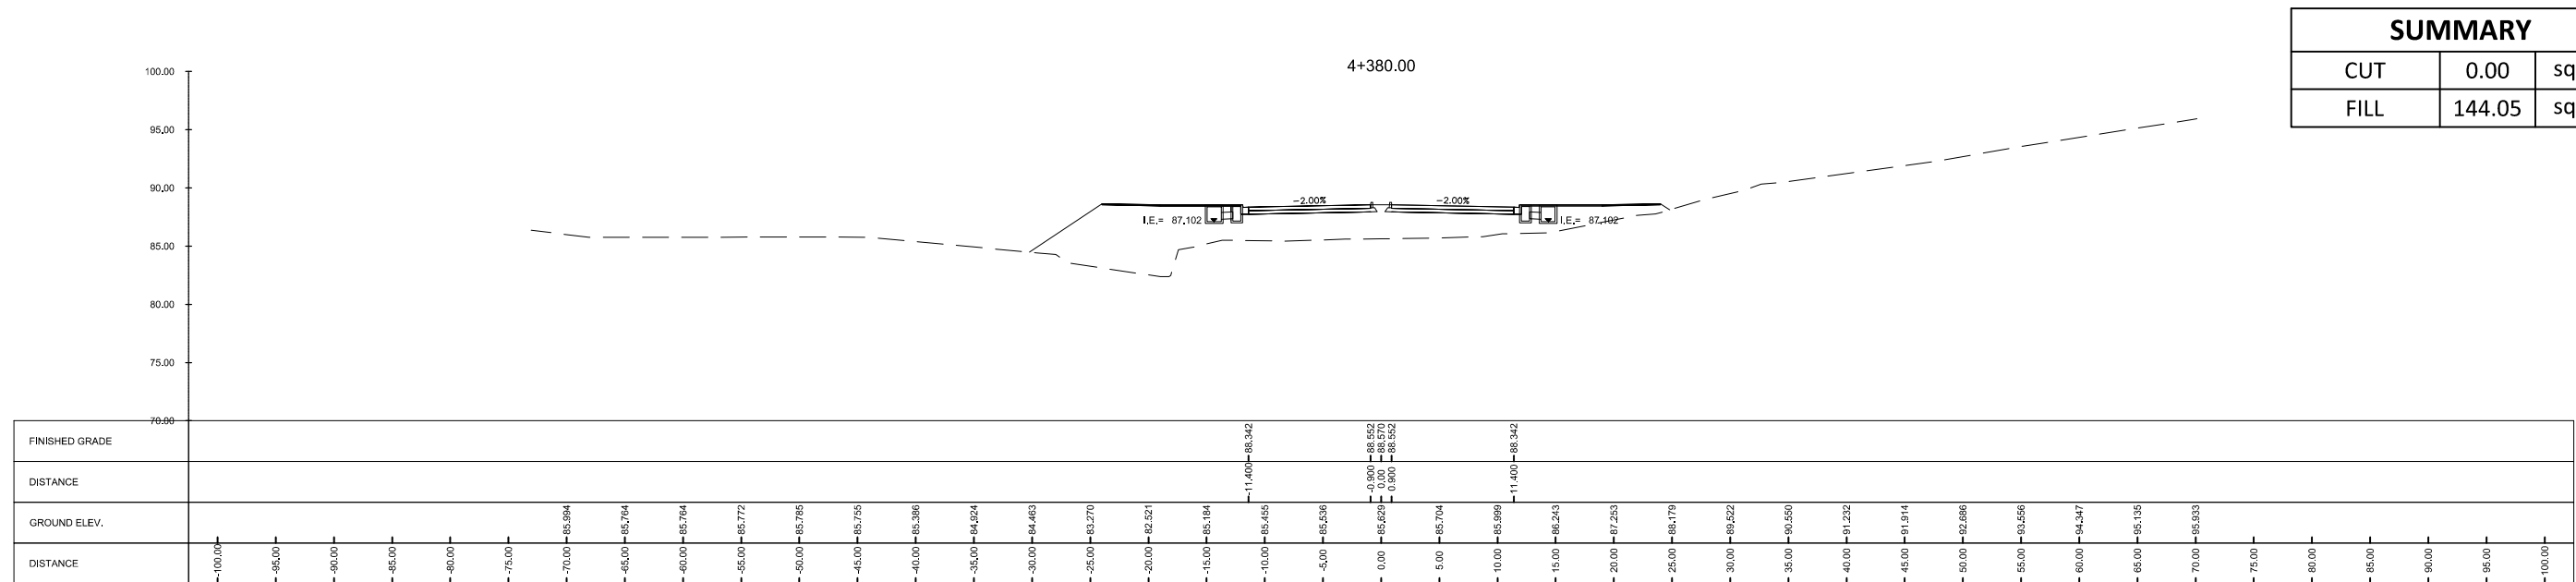 SUMMARY
CUT 0.00 sq
FILL 144.05 sq
4+380.00
100.00
95.00
90.00
85.00
80.00
75.00
70.00
-2.00% -2.00%
I.E.= 87.102 I.E.= 87.102
FINISHED GRADE 88.342 88.552 88.570 88.552 88.342
DISTANCE -11.400 -0.900 0.00 0.900 11.400
GROUND ELEV. 85.994 85.764 85.764 85.772 85.785 85.755 85.386 84.924 84.463 83.270 82.521 85.184 85.455 85.536 85.629 85.704 85.999 86.243 87.253 88.179 89.522 90.550 91.232 91.914 92.686 93.556 94.347 95.135 95.933
DISTANCE -100.00 -95.00 -90.00 -85.00 -80.00 -75.00 -70.00 -65.00 -60.00 -55.00 -50.00 -45.00 -40.00 -35.00 -30.00 -25.00 -20.00 -15.00 -10.00 -5.00 0.00 5.00 10.00 15.00 20.00 25.00 30.00 35.00 40.00 45.00 50.00 55.00 60.00 65.00 70.00 75.00 80.00 85.00 90.00 95.00 100.00